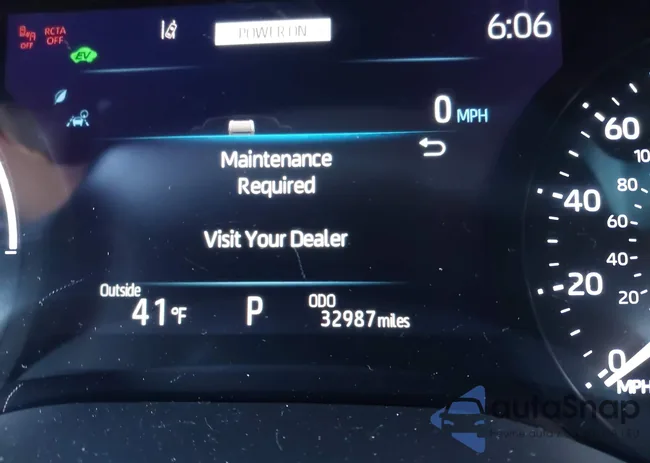 RCTA
OFF
OFF
EV
POWER ON
6:06
0 MPH
Maintenance
Required
Visit Your Dealer
Outside
41°F
P
ODO
32987 miles
60
80
40
60
40
20
20
0
MPH
autoSnap